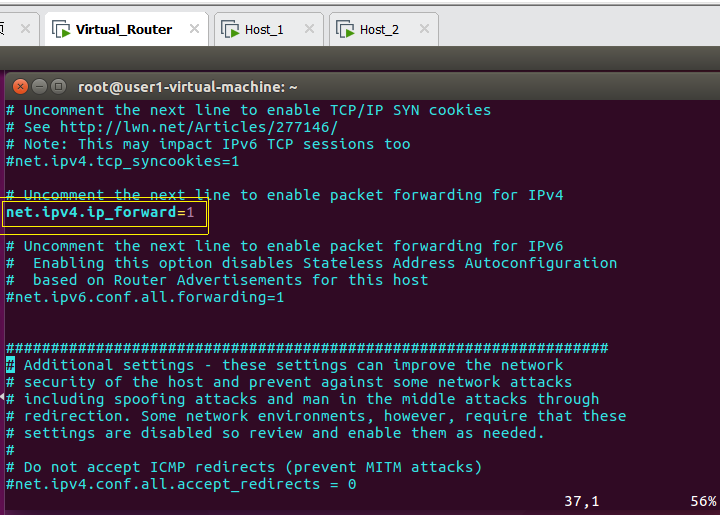 页
Virtual_Router
Host_1
Host_2
root@user1-virtual-machine: ~
# Uncomment the next line to enable TCP/IP SYN cookies
# See http://lwn.net/Articles/277146/
# Note: This may impact IPv6 TCP sessions too
#net.ipv4.tcp_syncookies=1
# Uncomment the next line to enable packet forwarding for IPv4
net.ipv4.ip_forward=1
# Uncomment the next line to enable packet forwarding for IPv6
#  Enabling this option disables Stateless Address Autoconfiguration
#  based on Router Advertisements for this host
#net.ipv6.conf.all.forwarding=1
###################################################################
# Additional settings - these settings can improve the network
# security of the host and prevent against some network attacks
# including spoofing attacks and man in the middle attacks through
# redirection. Some network environments, however, require that these
# settings are disabled so review and enable them as needed.
#
# Do not accept ICMP redirects (prevent MITM attacks)
#net.ipv4.conf.all.accept_redirects = 0
37,1 56%